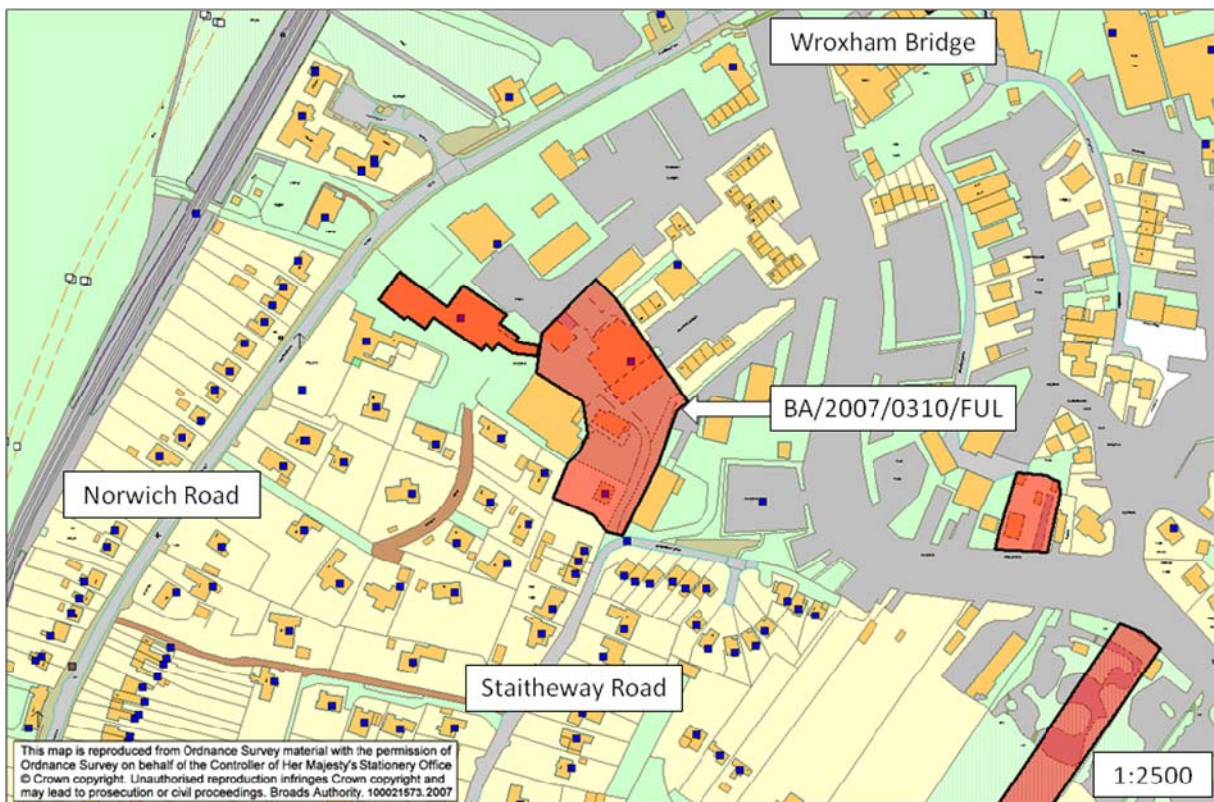 Wroxham Bridge
BA/2007/0310/FUL
Norwich Road
Staitheway Road
This map is reproduced from Ordnance Survey material with the permission of
Ordnance Survey on behalf of the Controller of Her Majesty's Stationery Office
© Crown copyright. Unauthorised reproduction infringes Crown copyright and
may lead to prosecution or civil proceedings. Broads Authority. 100021573.2007
1:2500